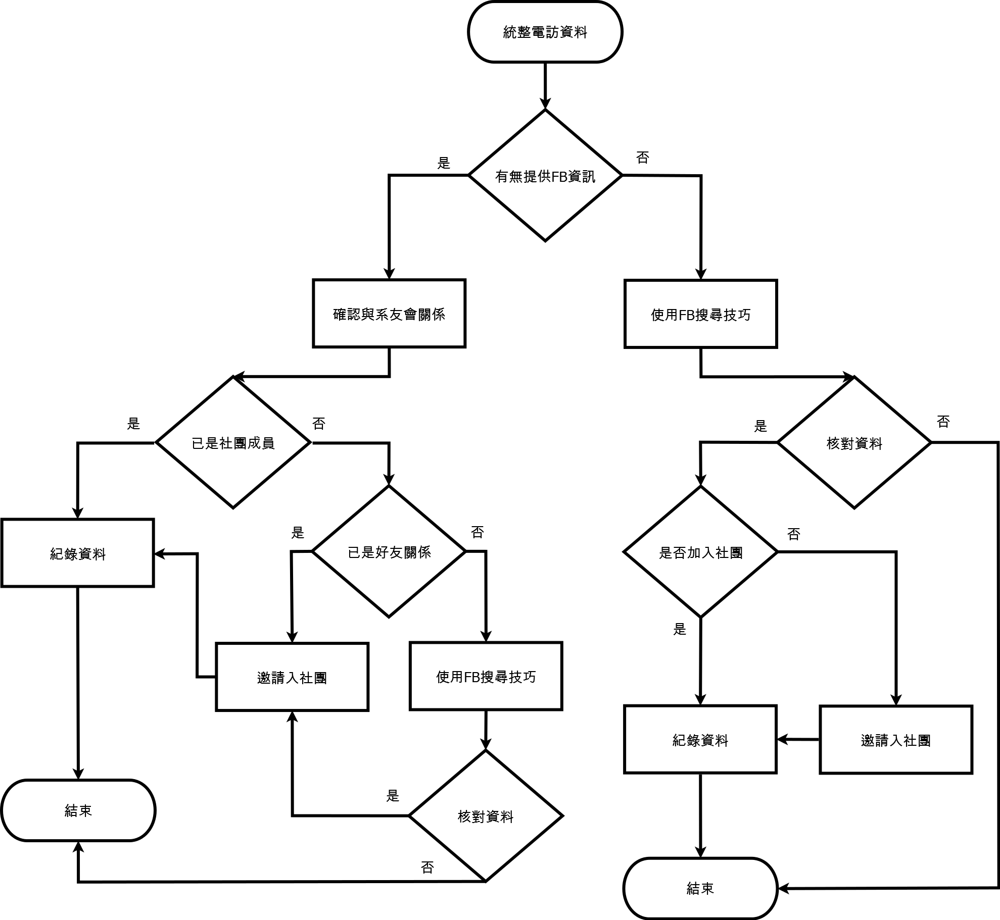 統整電訪資料
是
否
有無提供FB資訊
確認與系友會關係
使用FB搜尋技巧
是
否
已是社團成員
是
否
核對資料
紀錄資料
是
否
已是好友關係
是否加入社團
否
是
邀請入社團
使用FB搜尋技巧
紀錄資料
邀請入社團
是
核對資料
結束
否
結束